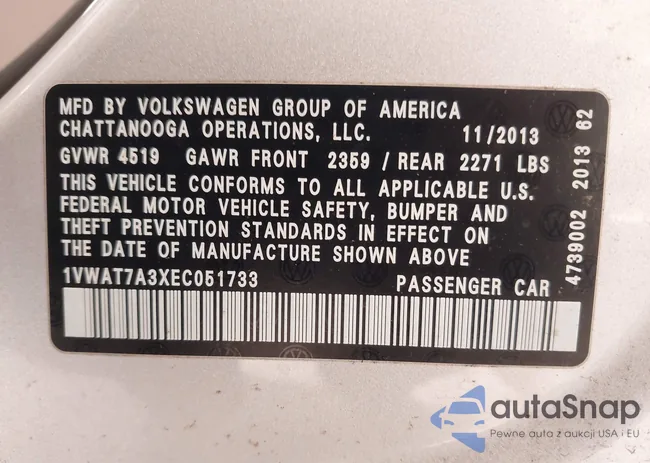 MFD BY VOLKSWAGEN GROUP OF AMERICA
CHATTANOOGA OPERATIONS, LLC. 11/2013
GVWR 4519 GAWR FRONT 2359 / REAR 2271 LBS
THIS VEHICLE CONFORMS TO ALL APPLICABLE U.S.
FEDERAL MOTOR VEHICLE SAFETY, BUMPER AND
THEFT PREVENTION STANDARDS IN EFFECT ON
THE DATE OF MANUFACTURE SHOWN ABOVE
1VWAT7A3XEC051733 PASSENGER CAR
4739002 2013 62
autoSnap
Pewne auta z aukcji USA i EU